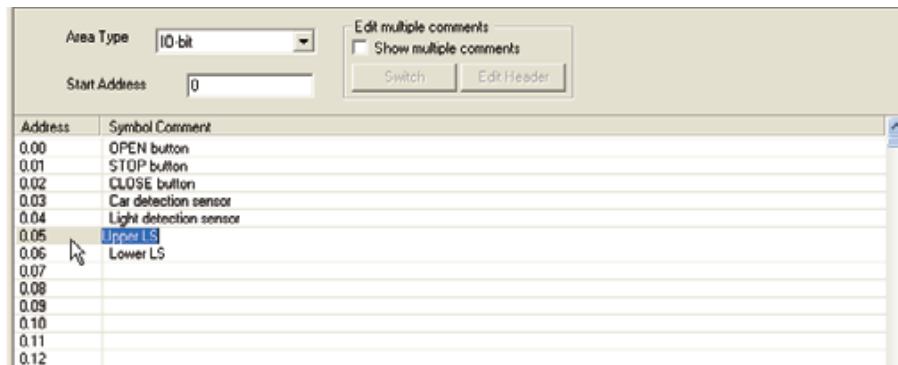 Area Type IO-bit
Start Address 0
Edit multiple comments
Show multiple comments
Switch Edit Header
Address Symbol Comment
0.00 OPEN button
0.01 STOP button
0.02 CLOSE button
0.03 Car detection sensor
0.04 Light detection sensor
0.05 Upper LS
0.06 Lower LS
0.07
0.08
0.09
0.10
0.11
0.12